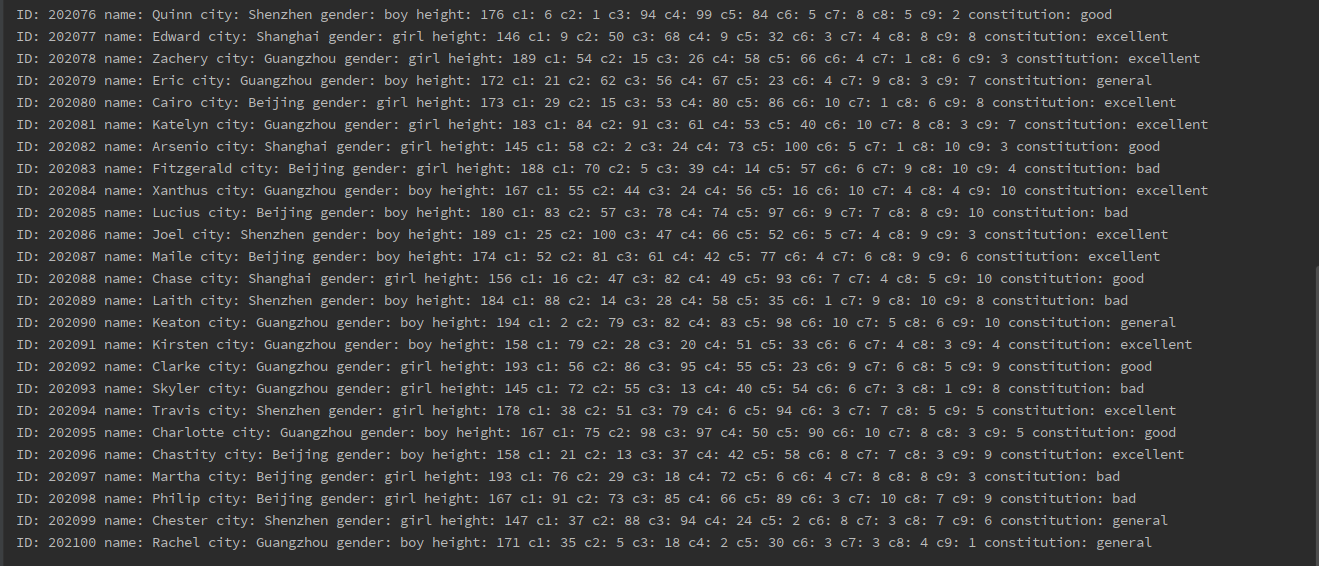 ID: 202076 name: Quinn city: Shenzhen gender: boy height: 176 c1: 6 c2: 1 c3: 94 c4: 99 c5: 84 c6: 5 c7: 8 c8: 5 c9: 2 constitution: good
ID: 202077 name: Edward city: Shanghai gender: girl height: 146 c1: 9 c2: 50 c3: 68 c4: 9 c5: 32 c6: 3 c7: 4 c8: 8 c9: 8 constitution: excellent
ID: 202078 name: Zachery city: Guangzhou gender: girl height: 189 c1: 54 c2: 15 c3: 26 c4: 58 c5: 66 c6: 4 c7: 1 c8: 6 c9: 3 constitution: excellent
ID: 202079 name: Eric city: Guangzhou gender: boy height: 172 c1: 21 c2: 62 c3: 56 c4: 67 c5: 23 c6: 4 c7: 9 c8: 3 c9: 7 constitution: general
ID: 202080 name: Cairo city: Beijing gender: girl height: 173 c1: 29 c2: 15 c3: 53 c4: 80 c5: 86 c6: 10 c7: 1 c8: 6 c9: 8 constitution: excellent
ID: 202081 name: Katelyn city: Guangzhou gender: girl height: 183 c1: 84 c2: 91 c3: 61 c4: 53 c5: 40 c6: 10 c7: 8 c8: 3 c9: 7 constitution: excellent
ID: 202082 name: Arsenio city: Shanghai gender: girl height: 145 c1: 58 c2: 2 c3: 24 c4: 73 c5: 100 c6: 5 c7: 1 c8: 10 c9: 3 constitution: good
ID: 202083 name: Fitzgerald city: Beijing gender: girl height: 188 c1: 70 c2: 5 c3: 39 c4: 14 c5: 57 c6: 6 c7: 9 c8: 10 c9: 4 constitution: bad
ID: 202084 name: Xanthus city: Guangzhou gender: boy height: 167 c1: 55 c2: 44 c3: 24 c4: 56 c5: 16 c6: 10 c7: 4 c8: 4 c9: 10 constitution: excellent
ID: 202085 name: Lucius city: Beijing gender: boy height: 180 c1: 83 c2: 57 c3: 78 c4: 74 c5: 97 c6: 9 c7: 7 c8: 8 c9: 10 constitution: bad
ID: 202086 name: Joel city: Shenzhen gender: boy height: 189 c1: 25 c2: 100 c3: 47 c4: 66 c5: 52 c6: 5 c7: 4 c8: 9 c9: 3 constitution: excellent
ID: 202087 name: Maile city: Beijing gender: boy height: 174 c1: 52 c2: 81 c3: 61 c4: 42 c5: 77 c6: 4 c7: 6 c8: 9 c9: 6 constitution: excellent
ID: 202088 name: Chase city: Shanghai gender: girl height: 156 c1: 16 c2: 47 c3: 82 c4: 49 c5: 93 c6: 7 c7: 4 c8: 5 c9: 10 constitution: good
ID: 202089 name: Laith city: Shenzhen gender: boy height: 184 c1: 88 c2: 14 c3: 28 c4: 58 c5: 35 c6: 1 c7: 9 c8: 10 c9: 8 constitution: bad
ID: 202090 name: Keaton city: Guangzhou gender: boy height: 194 c1: 2 c2: 79 c3: 82 c4: 83 c5: 98 c6: 10 c7: 5 c8: 6 c9: 10 constitution: general
ID: 202091 name: Kirsten city: Guangzhou gender: boy height: 158 c1: 79 c2: 28 c3: 20 c4: 51 c5: 33 c6: 6 c7: 4 c8: 3 c9: 4 constitution: excellent
ID: 202092 name: Clarke city: Guangzhou gender: girl height: 193 c1: 56 c2: 86 c3: 95 c4: 55 c5: 23 c6: 9 c7: 6 c8: 5 c9: 9 constitution: good
ID: 202093 name: Skyler city: Guangzhou gender: girl height: 145 c1: 72 c2: 55 c3: 13 c4: 40 c5: 54 c6: 6 c7: 3 c8: 1 c9: 8 constitution: bad
ID: 202094 name: Travis city: Shenzhen gender: girl height: 178 c1: 38 c2: 51 c3: 79 c4: 6 c5: 94 c6: 3 c7: 7 c8: 5 c9: 5 constitution: excellent
ID: 202095 name: Charlotte city: Guangzhou gender: boy height: 167 c1: 75 c2: 98 c3: 97 c4: 50 c5: 90 c6: 10 c7: 8 c8: 3 c9: 5 constitution: good
ID: 202096 name: Chastity city: Beijing gender: boy height: 158 c1: 21 c2: 13 c3: 37 c4: 42 c5: 58 c6: 8 c7: 7 c8: 3 c9: 9 constitution: excellent
ID: 202097 name: Martha city: Beijing gender: girl height: 193 c1: 76 c2: 29 c3: 18 c4: 72 c5: 6 c6: 4 c7: 8 c8: 8 c9: 3 constitution: bad
ID: 202098 name: Philip city: Beijing gender: girl height: 167 c1: 91 c2: 73 c3: 85 c4: 66 c5: 89 c6: 3 c7: 10 c8: 7 c9: 9 constitution: bad
ID: 202099 name: Chester city: Shenzhen gender: girl height: 147 c1: 37 c2: 88 c3: 94 c4: 24 c5: 2 c6: 8 c7: 3 c8: 7 c9: 6 constitution: general
ID: 202100 name: Rachel city: Guangzhou gender: boy height: 171 c1: 35 c2: 5 c3: 18 c4: 2 c5: 30 c6: 3 c7: 3 c8: 4 c9: 1 constitution: general